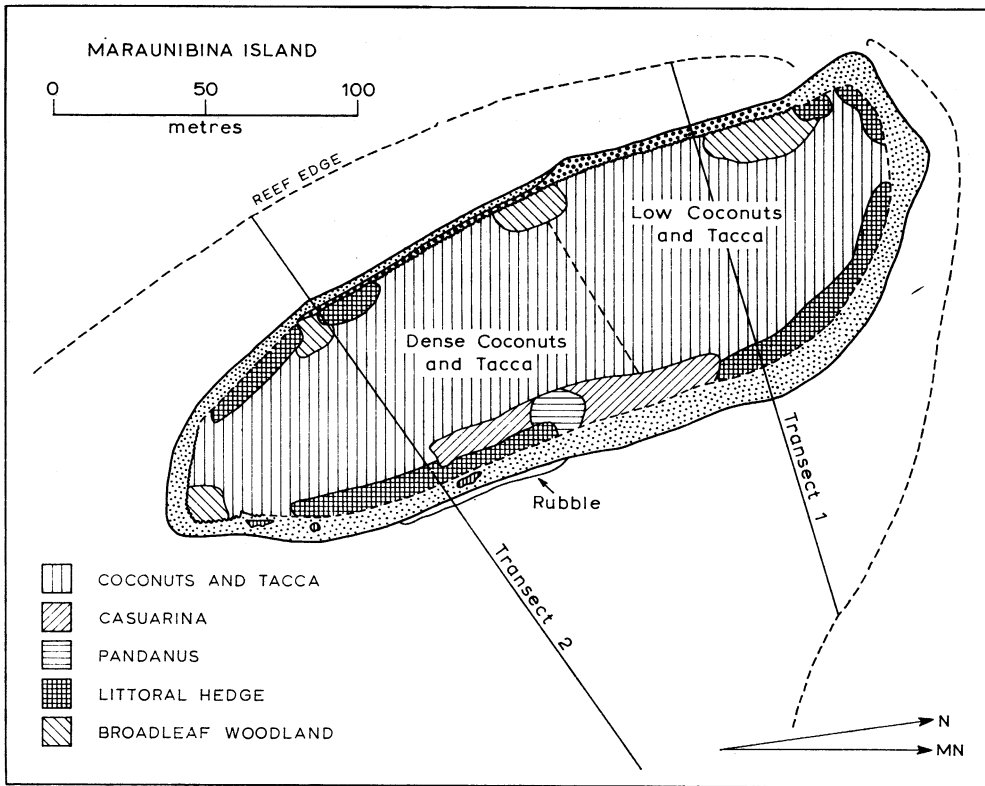 MARAUNIBINA ISLAND
0 50 100
metres
REEF EDGE
Low Coconuts
and Tacca
Dense Coconuts
and Tacca
Rubble
Transect 1
Transect 2
COCONUTS AND TACCA
CASUARINA
PANDANUS
LITTORAL HEDGE
BROADLEAF WOODLAND
N
MN